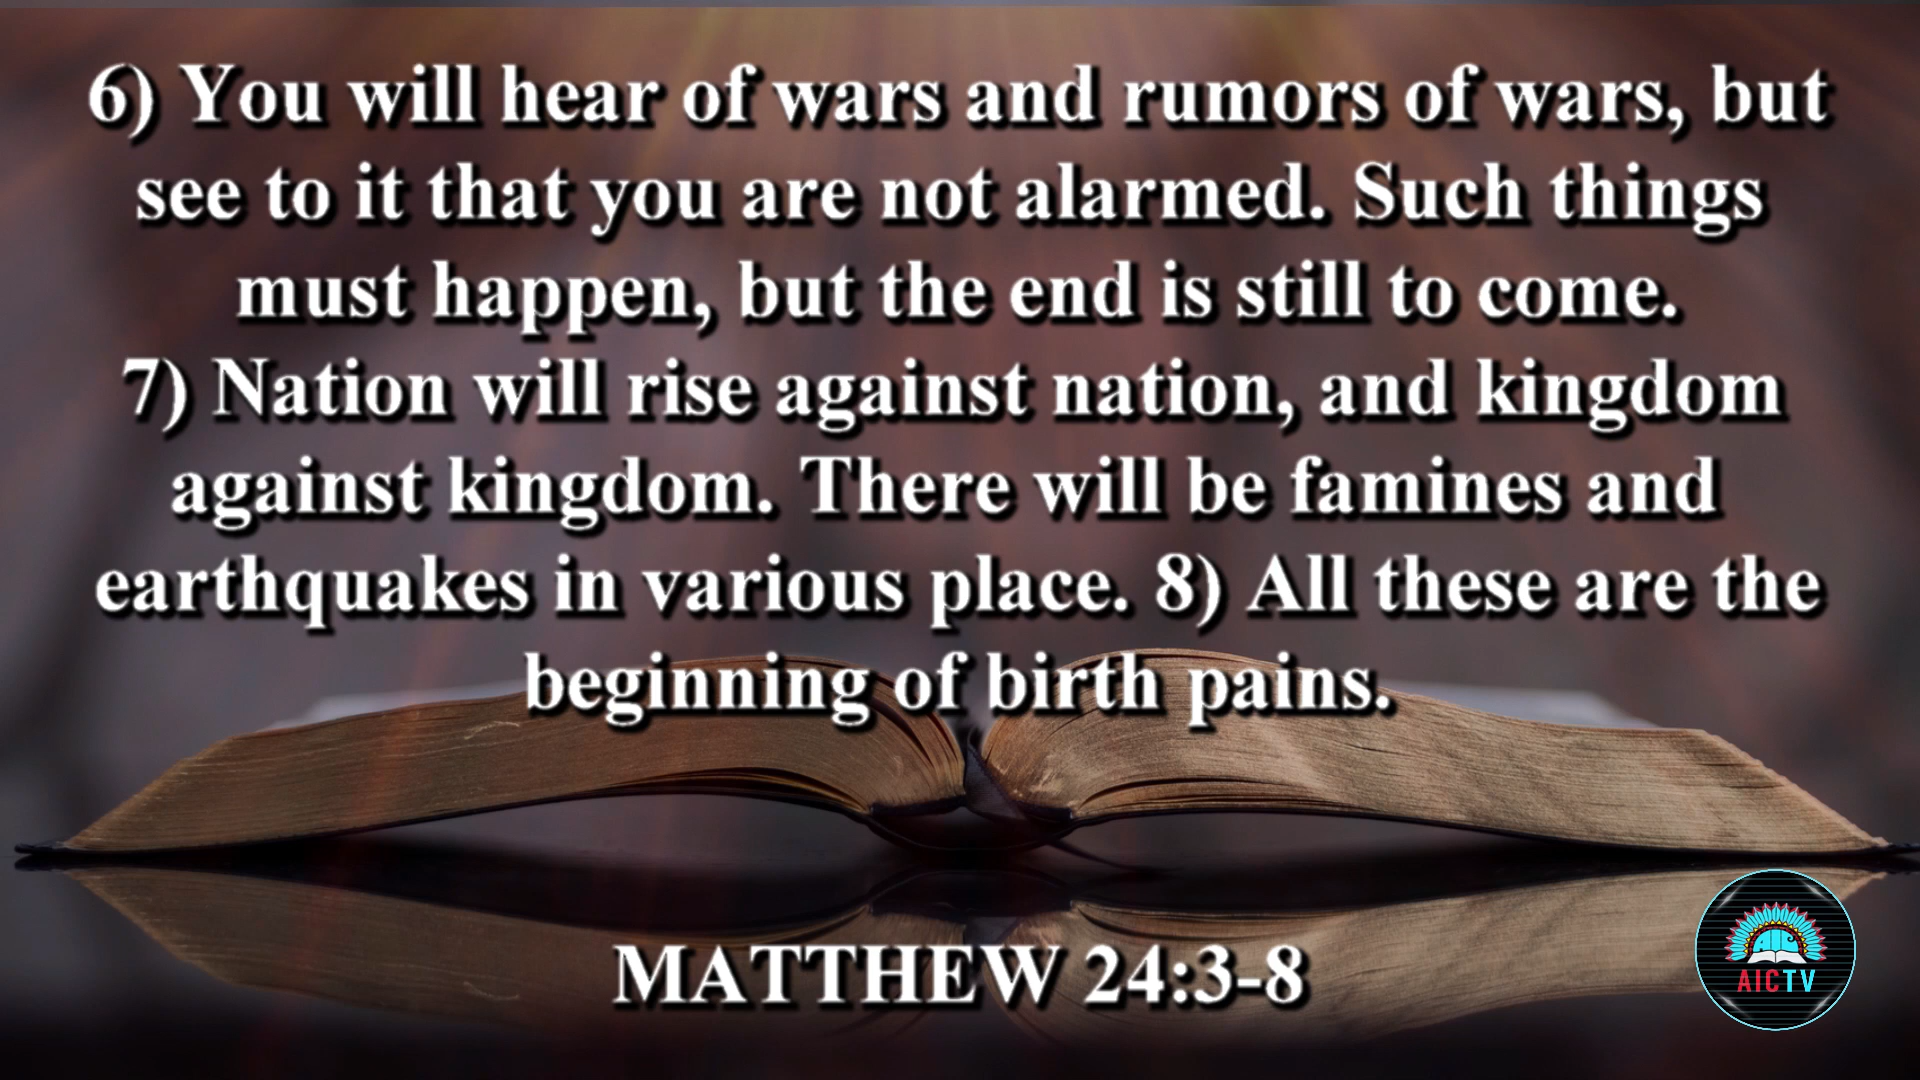 6) You will hear of wars and rumors of wars, but
see to it that you are not alarmed. Such things
must happen, but the end is still to come.
7) Nation will rise against nation, and kingdom
against kingdom. There will be famines and
earthquakes in various place. 8) All these are the
beginning of birth pains.
MATTHEW 24:3-8
AICTV